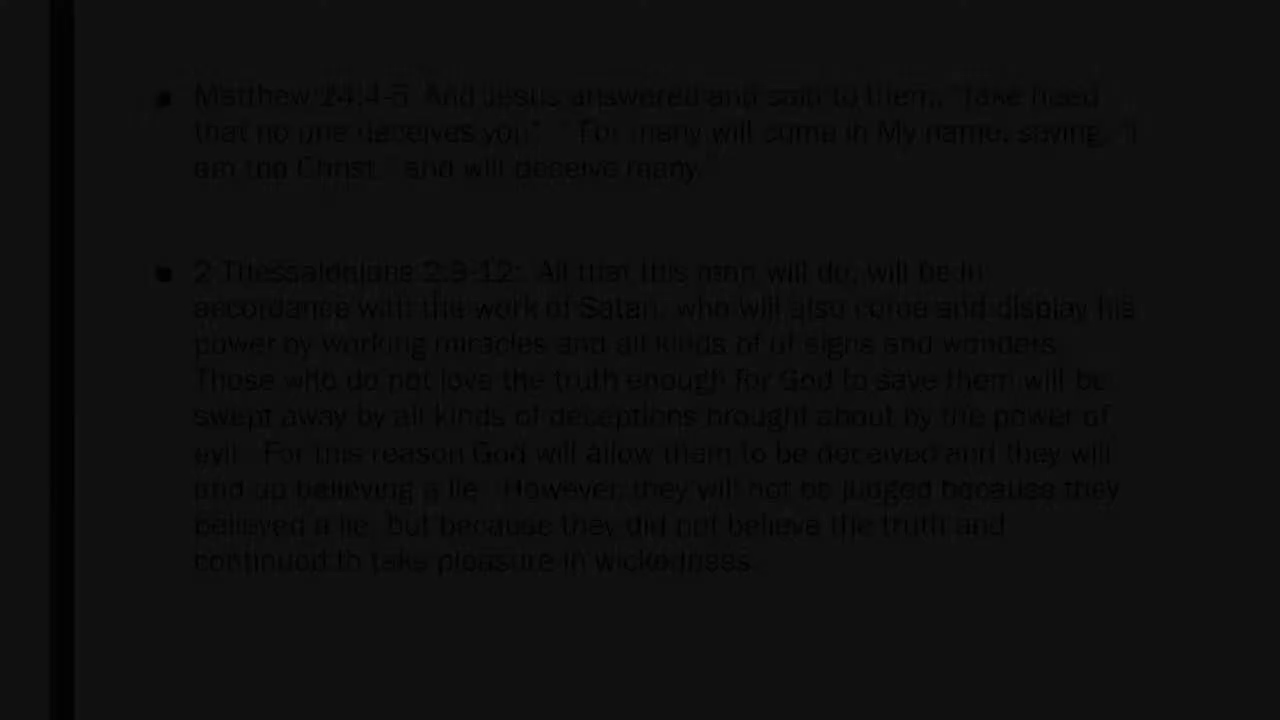 ▪ Matthew 24:4-5 And Jesus answered and said to them, "Take heed
that no one deceives you". " For many will come in My name, saying, 'I
am the Christ,' and will deceive many."
▪ 2 Thessalonians 2:9-12: All that this man will do, will be in
accordance with the work of Satan, who will also come and display his
power by working miracles and all kinds of of signs and wonders.
Those who do not love the truth enough for God to save them will be
swept away by all kinds of deceptions brought about by the power of
evil. For this reason God will allow them to be deceived and they will
end up believing a lie. However, they will not be judged because they
believed a lie, but because they did not believe the truth and
continued to take pleasure in wickedness.